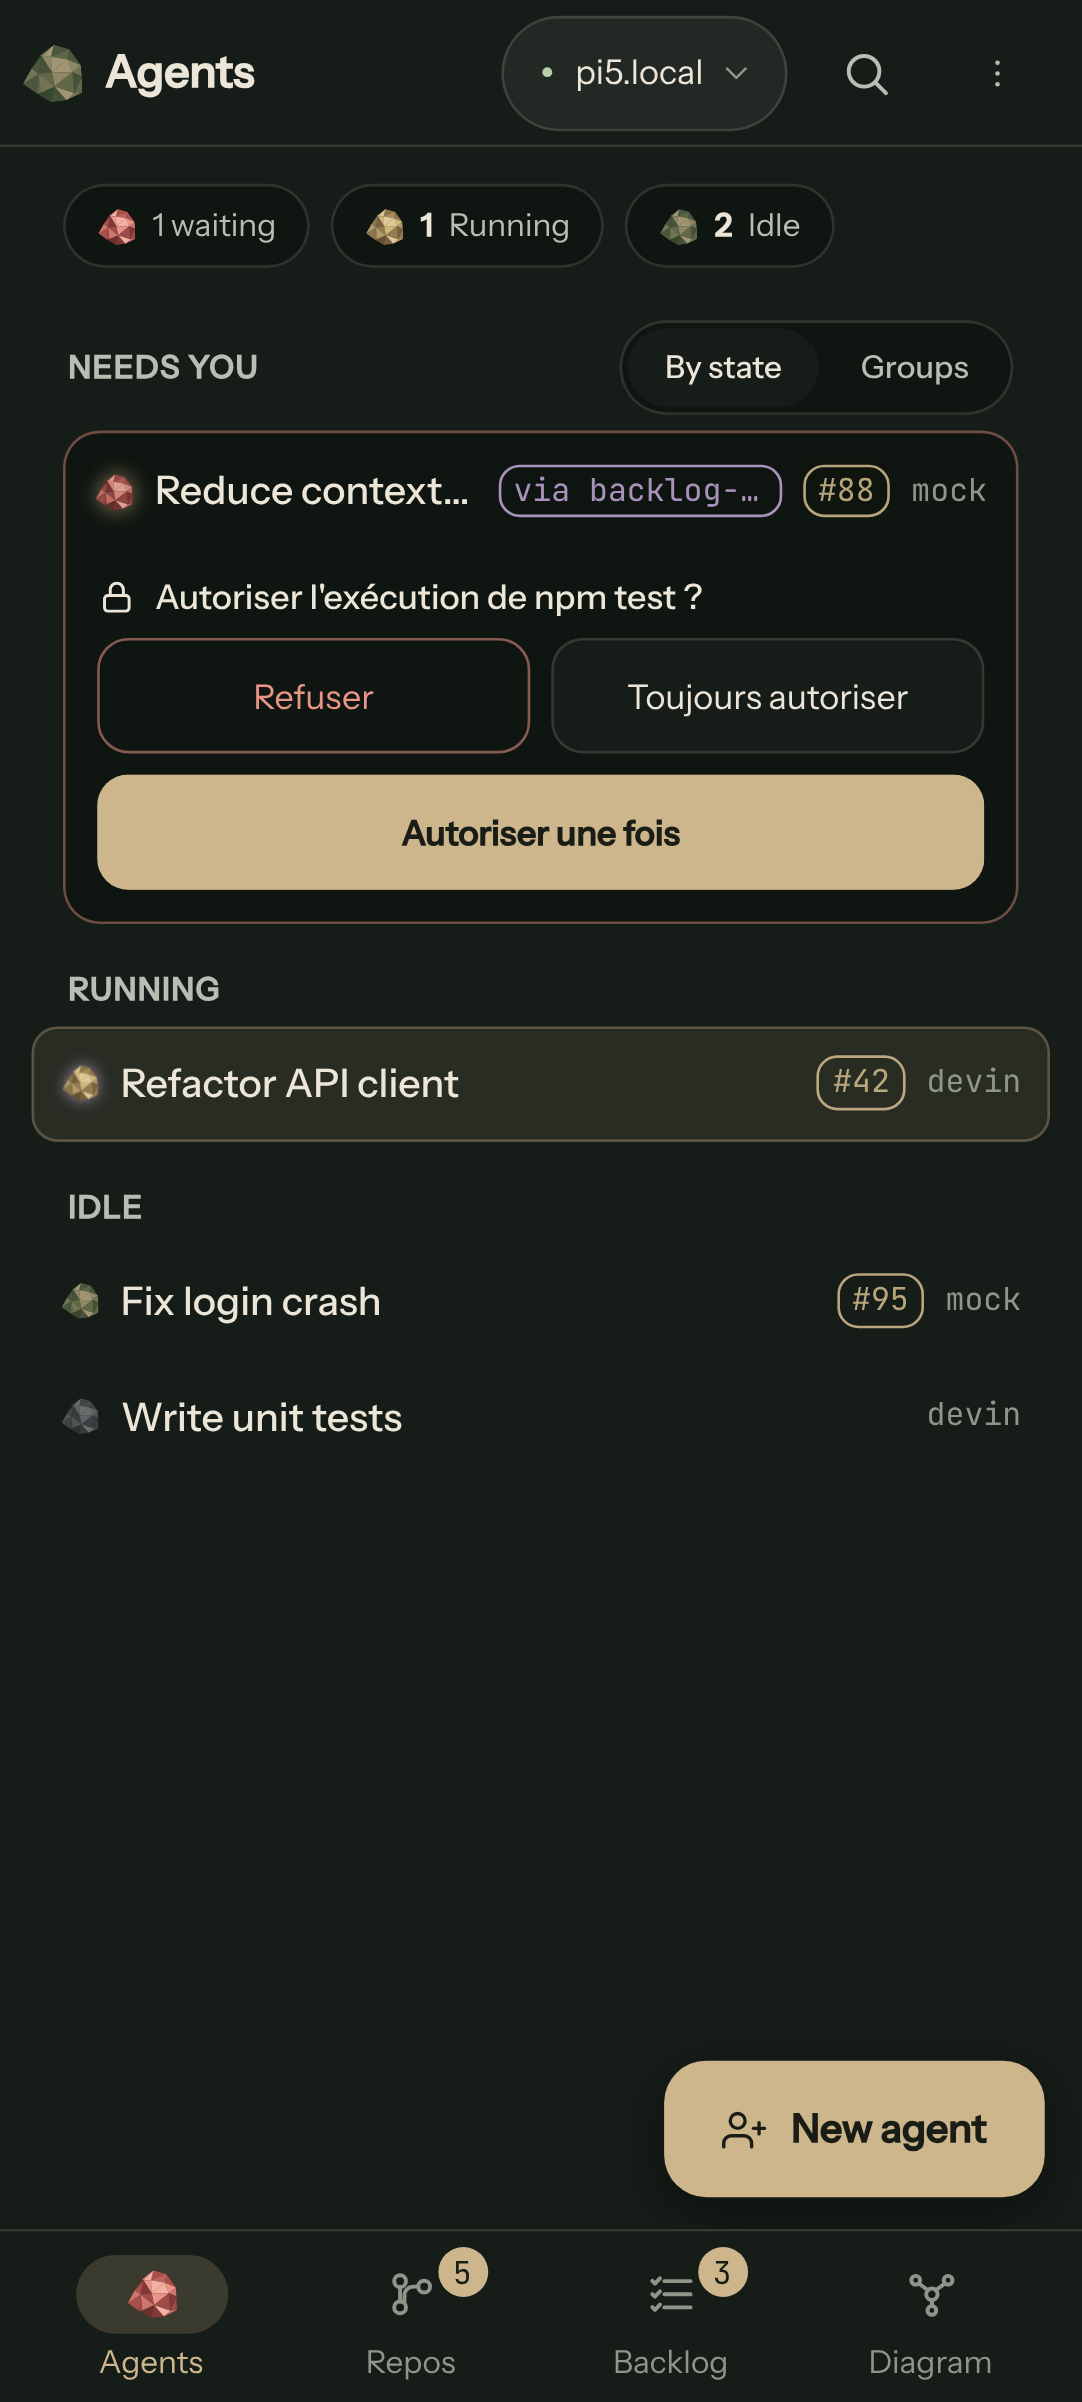 Agents
pi5.local
1 waiting
1 Running
2 Idle
NEEDS YOU
By state
Groups
Reduce context...
via backlog-…
#88
mock
Autoriser l'exécution de npm test ?
Refuser
Toujours autoriser
Autoriser une fois
RUNNING
Refactor API client
#42
devin
IDLE
Fix login crash
#95
mock
Write unit tests
devin
New agent
5
3
Agents
Repos
Backlog
Diagram